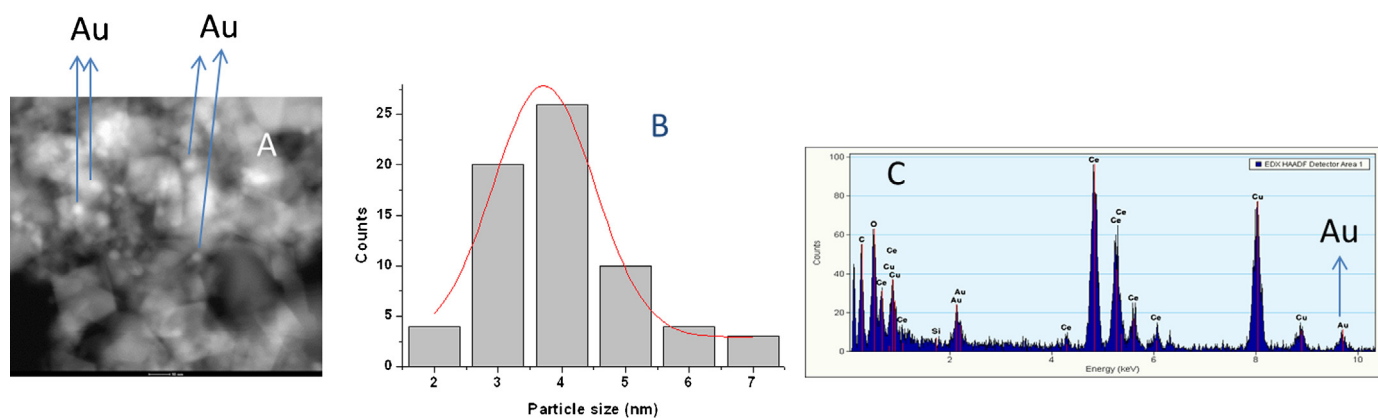 Au
Au
A
B
25
20
15
10
5
0
Counts
2 3 4 5 6 7
Particle size (nm)
C
EDX HAADF Detector Area 1
100
80
60
40
20
0
Counts
C
O
Ce
Ce
Cu
Cu
Ce
Si
Au
Au
Ce
Ce
Ce
Ce
Ce
Ce
Cu
Cu
Au
Au
2 4 6 8 10
Energy (keV)